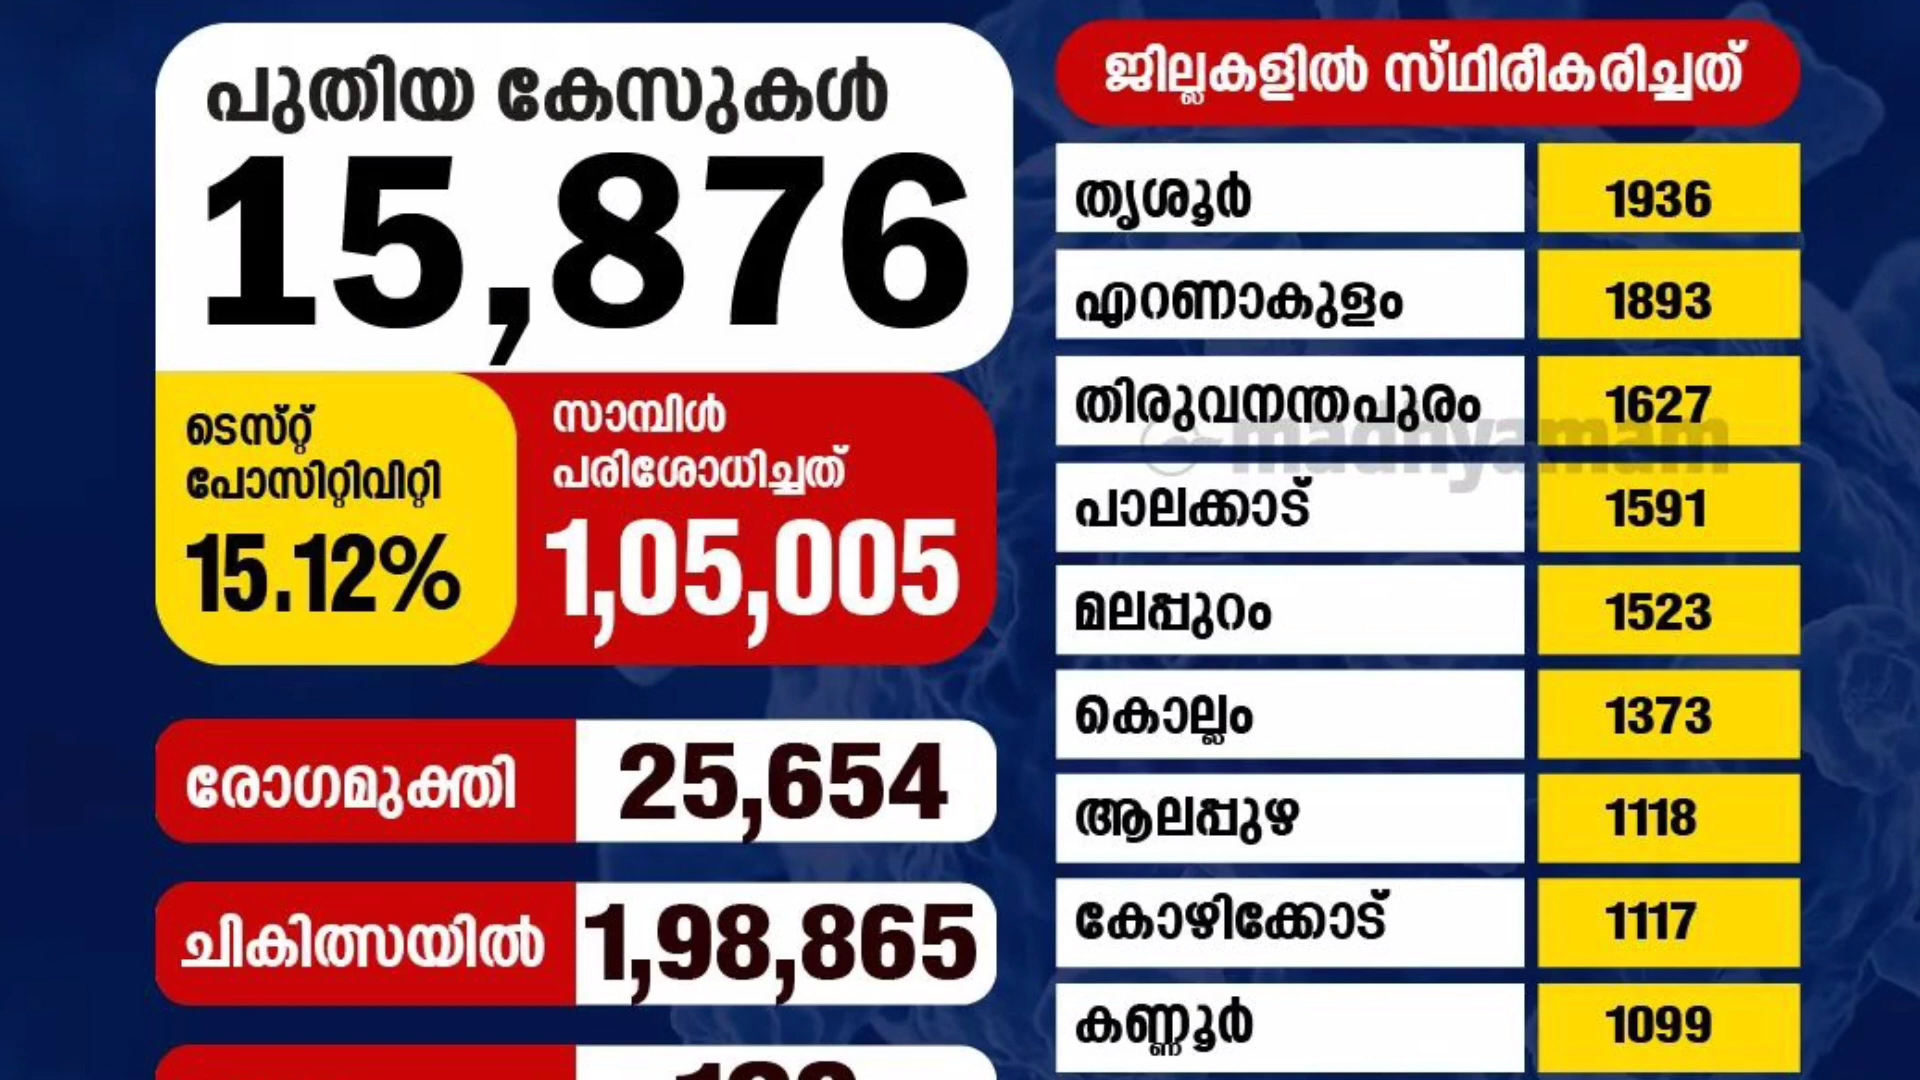 പുതിയ കേസുകൾ
15,876
ടെസ്റ്റ്
പോസിറ്റിവിറ്റി
15.12%
സാമ്പിൾ
പരിശോധിച്ചത്
1,05,005
രോഗമുക്തി 25,654
ചികിത്സയിൽ 1,98,865
ജില്ലകളിൽ സ്ഥിരീകരിച്ചത്
തൃശൂർ 1936
എറണാകുളം 1893
തിരുവനന്തപുരം 1627
madhyamam
പാലക്കാട് 1591
മലപ്പുറം 1523
കൊല്ലം 1373
ആലപ്പുഴ 1118
കോഴിക്കോട് 1117
കണ്ണൂർ 1099